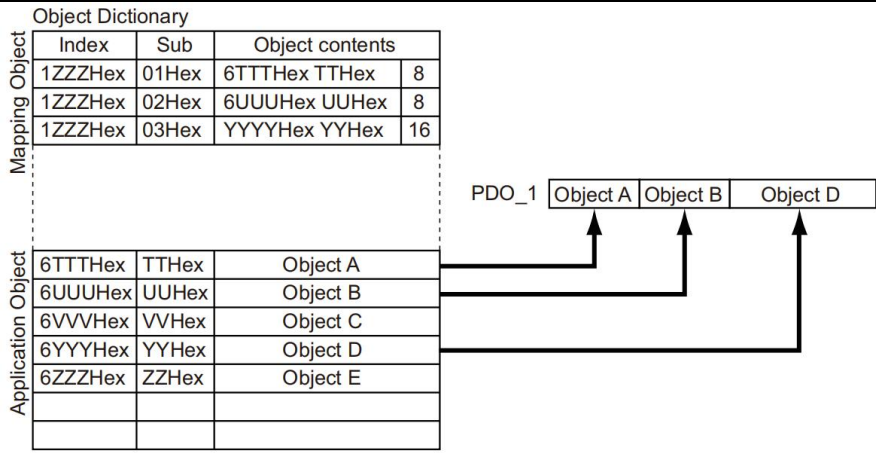 Object Dictionary
Mapping Object
Index Sub Object contents
1ZZZHex 01Hex 6TTTHex TTHex 8
1ZZZHex 02Hex 6UUUHex UUHex 8
1ZZZHex 03Hex YYYYHex YYHex 16
PDO_1 Object A Object B Object D
Application Object
6TTTHex TTHex Object A
6UUUHex UUHex Object B
6VVVHex VVHex Object C
6YYYHex YYHex Object D
6ZZZHex ZZHex Object E